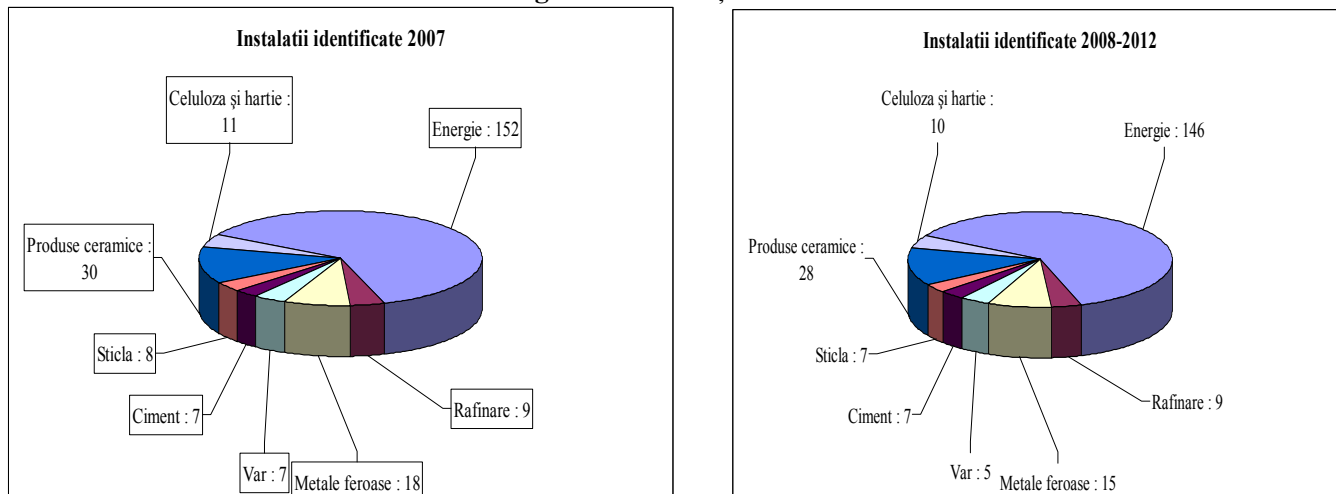 Instalatii identificate 2007
Celuloza și hartie :
11
Energie : 152
Produse ceramice :
30
Sticla : 8
Ciment : 7
Var : 7
Metale feroase : 18
Rafinare : 9
Instalatii identificate 2008-2012
Celuloza și hartie :
10
Energie : 146
Produse ceramice :
28
Sticla : 7
Ciment : 7
Var : 5
Metale feroase : 15
Rafinare : 9